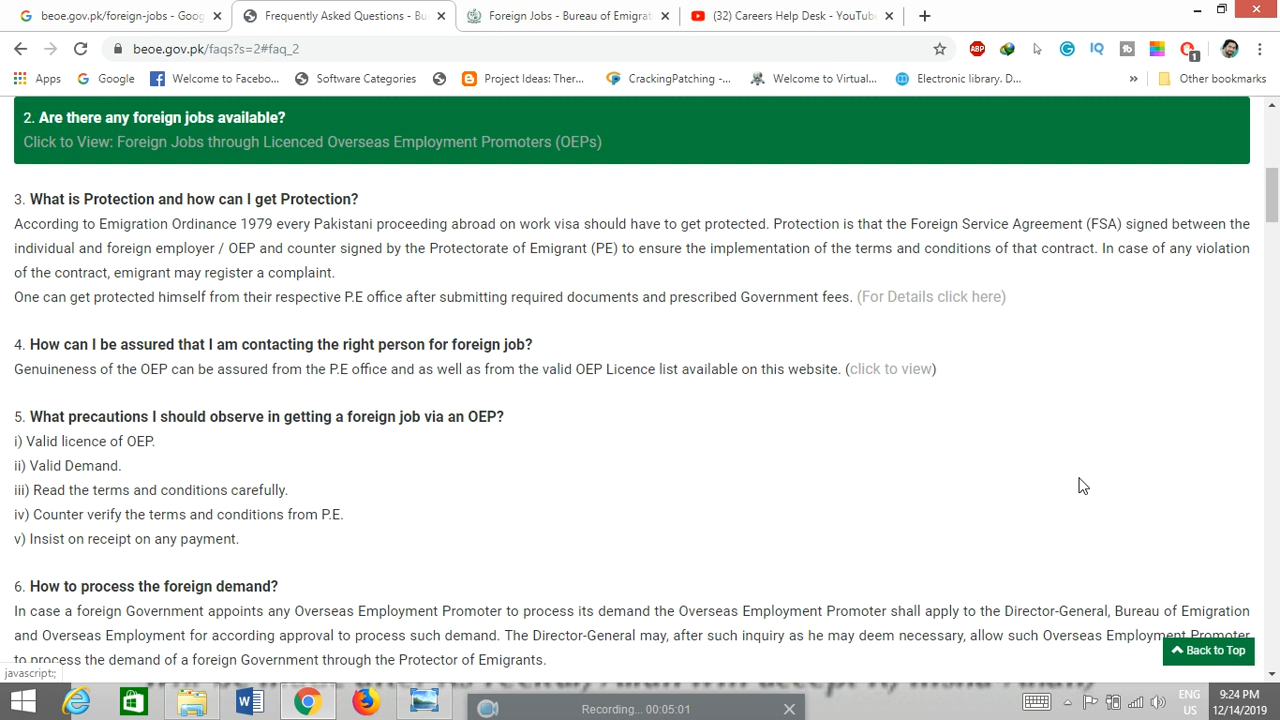 beoe.gov.pk/foreign-jobs - Goog
Frequently Asked Questions - Bu
Foreign Jobs - Bureau of Emigrat
(32) Careers Help Desk - YouTube
beoe.gov.pk/faqs?s=2#faq_2
ABP
IQ
1
Apps
Google
Welcome to Facebo...
Software Categories
Project Ideas: Ther...
CrackingPatching -...
Welcome to Virtual...
Electronic library. D...
»
Other bookmarks
2. Are there any foreign jobs available?
Click to View: Foreign Jobs through Licenced Overseas Employment Promoters (OEPs)
3. What is Protection and how can I get Protection?
According to Emigration Ordinance 1979 every Pakistani proceeding abroad on work visa should have to get protected. Protection is that the Foreign Service Agreement (FSA) signed between the
individual and foreign employer / OEP and counter signed by the Protectorate of Emigrant (PE) to ensure the implementation of the terms and conditions of that contract. In case of any violation
of the contract, emigrant may register a complaint.
One can get protected himself from their respective P.E office after submitting required documents and prescribed Government fees. (For Details click here)
4. How can I be assured that I am contacting the right person for foreign job?
Genuineness of the OEP can be assured from the P.E office and as well as from the valid OEP Licence list available on this website. (click to view)
5. What precautions I should observe in getting a foreign job via an OEP?
i) Valid licence of OEP.
ii) Valid Demand.
iii) Read the terms and conditions carefully.
iv) Counter verify the terms and conditions from P.E.
v) Insist on receipt on any payment.
6. How to process the foreign demand?
In case a foreign Government appoints any Overseas Employment Promoter to process its demand the Overseas Employment Promoter shall apply to the Director-General, Bureau of Emigration
and Overseas Employment for according approval to process such demand. The Director-General may, after such inquiry as he may deem necessary, allow such Overseas Employment Promoter
to process the demand of a foreign Government through the Protector of Emigrants.
Back to Top
javascript:;
Recording... 00:05:01
ENG
US
9:24 PM
12/14/2019